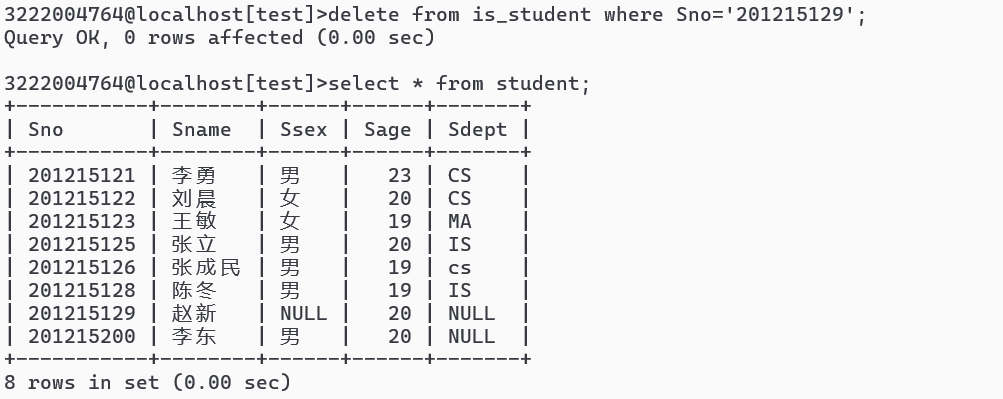 3222004764@localhost[test]>delete from is_student where Sno='201215129';
Query OK, 0 rows affected (0.00 sec)
3222004764@localhost[test]>select * from student;
+-----------+--------+------+------+-------+
| Sno       | Sname  | Ssex | Sage | Sdept |
+-----------+--------+------+------+-------+
| 201215121 | 李勇   | 男   |   23 | CS    |
| 201215122 | 刘晨   | 女   |   20 | CS    |
| 201215123 | 王敏   | 女   |   19 | MA    |
| 201215125 | 张立   | 男   |   20 | IS    |
| 201215126 | 张成民 | 男   |   19 | cs    |
| 201215128 | 陈冬   | 男   |   19 | IS    |
| 201215129 | 赵新   | NULL |   20 | NULL  |
| 201215200 | 李东   | 男   |   20 | NULL  |
+-----------+--------+------+------+-------+
8 rows in set (0.00 sec)